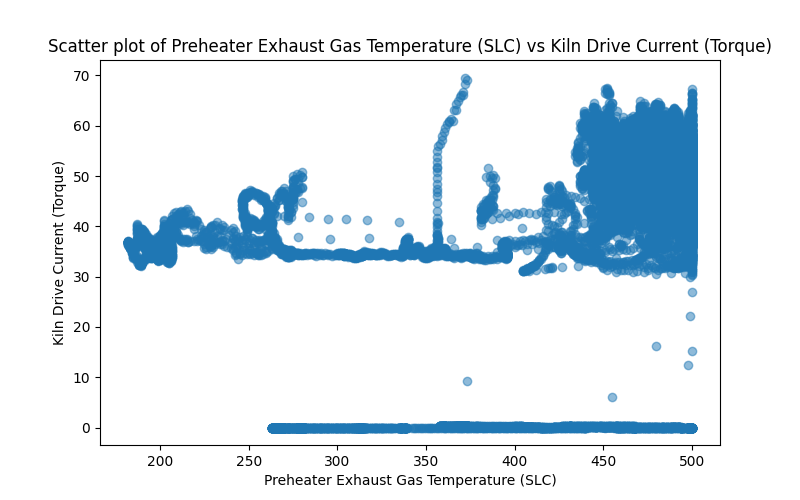 Scatter plot of Preheater Exhaust Gas Temperature (SLC) vs Kiln Drive Current (Torque)
70
60
50
40
30
20
10
0
Kiln Drive Current (Torque)
200 250 300 350 400 450 500
Preheater Exhaust Gas Temperature (SLC)